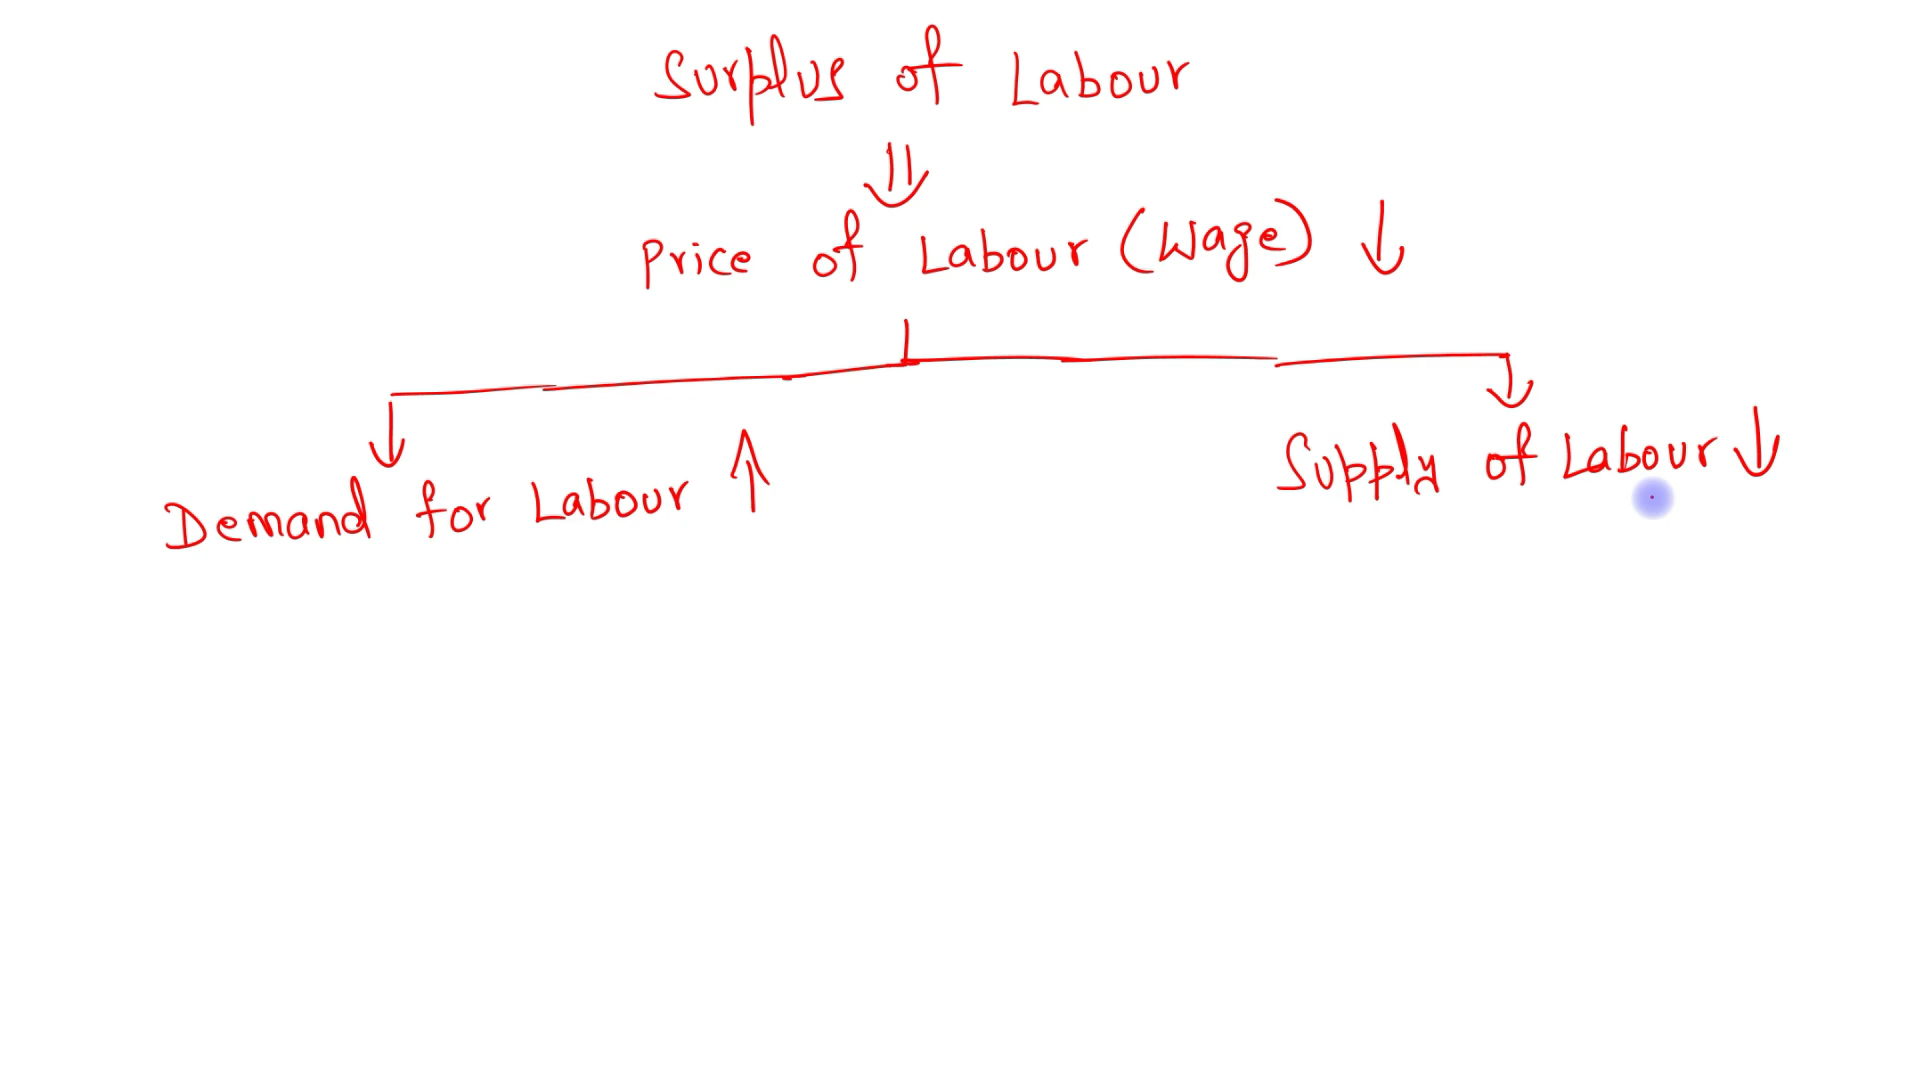 Surplus of Labour
⇓
Price of Labour (Wage) ↓
Demand for Labour ↑
Supply of Labour ↓